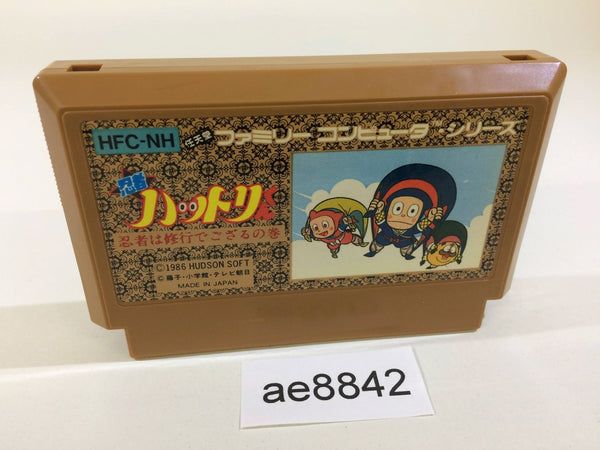 HFC-NH
任天堂 ファミリーコンピュータ™シリーズ
忍者
ハットリくん
忍者は修行でござるの巻
©1986 HUDSON SOFT
©藤子・小学館・テレビ朝日
MADE IN JAPAN
ae8842